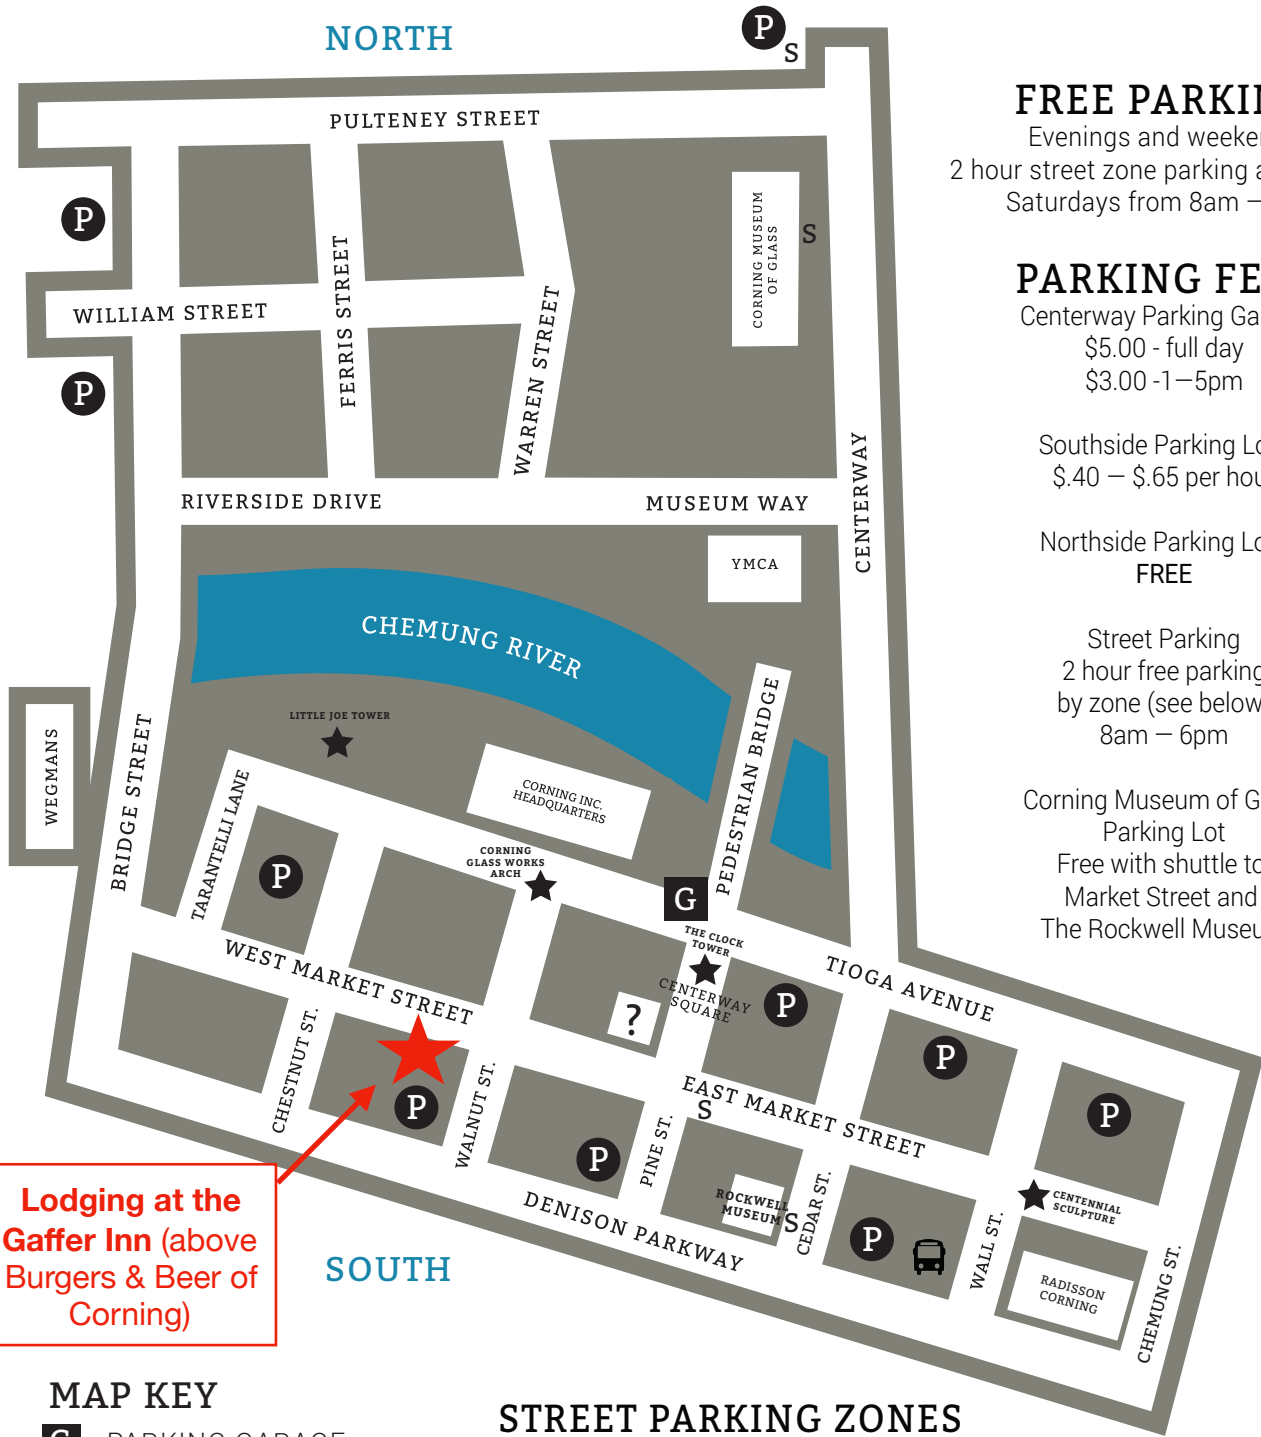 NORTH
P
S
PULTENEY STREET
P
WILLIAM STREET
P
FERRIS STREET
WARREN STREET
CORNING MUSEUM
OF GLASS
S
RIVERSIDE DRIVE
MUSEUM WAY
CENTERWAY
YMCA
CHEMUNG RIVER
PEDESTRIAN BRIDGE
LITTLE JOE TOWER
WEGMANS
BRIDGE STREET
TARANTELLI LANE
CORNING INC.
HEADQUARTERS
CORNING
GLASS WORKS
ARCH
P
G
THE CLOCK
TOWER
CENTERWAY
SQUARE
?
P
TIOGA AVENUE
P
P
WEST MARKET STREET
CHESTNUT ST.
P
WALNUT ST.
P
PINE ST.
EAST MARKET STREET
S
ROCKWELL
MUSEUM
S
CEDAR ST.
P
WALL ST.
CENTENNIAL
SCULPTURE
RADISSON
CORNING
CHEMUNG ST.
DENISON PARKWAY
SOUTH
Lodging at the
Gaffer Inn (above
Burgers & Beer of
Corning)
FREE PARKIN
Evenings and weeke
2 hour street zone parking a
Saturdays from 8am —
PARKING FE
Centerway Parking Ga
$5.00 - full day
$3.00 -1—5pm
Southside Parking Lo
$.40 — $.65 per hou
Northside Parking Lo
FREE
Street Parking
2 hour free parking
by zone (see below
8am — 6pm
Corning Museum of G
Parking Lot
Free with shuttle to
Market Street and
The Rockwell Museu
MAP KEY
G PARKING GARAGE
STREET PARKING ZONES